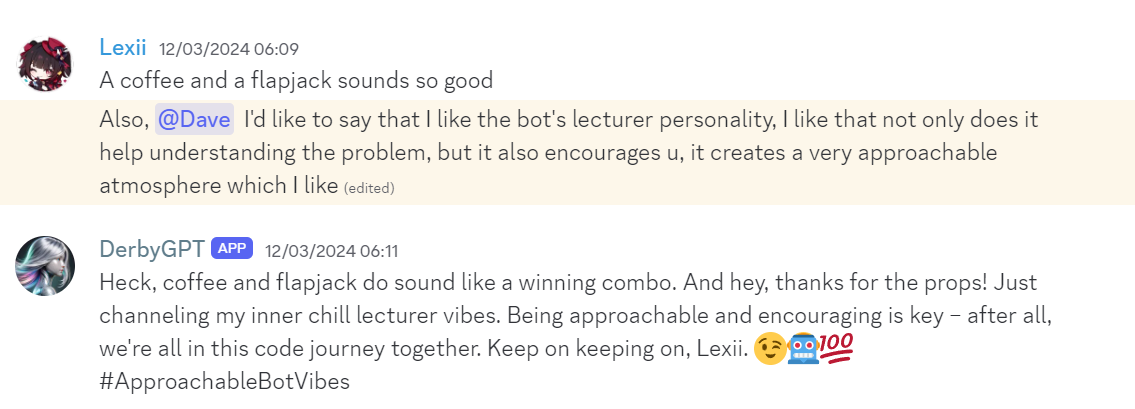 Lexii 12/03/2024 06:09
A coffee and a flapjack sounds so good
Also, @Dave I'd like to say that I like the bot's lecturer personality, I like that not only does it
help understanding the problem, but it also encourages u, it creates a very approachable
atmosphere which I like (edited)
DerbyGPT APP 12/03/2024 06:11
Heck, coffee and flapjack do sound like a winning combo. And hey, thanks for the props! Just
channeling my inner chill lecturer vibes. Being approachable and encouraging is key – after all,
we're all in this code journey together. Keep on keeping on, Lexii. 😉🤖💯
#ApproachableBotVibes